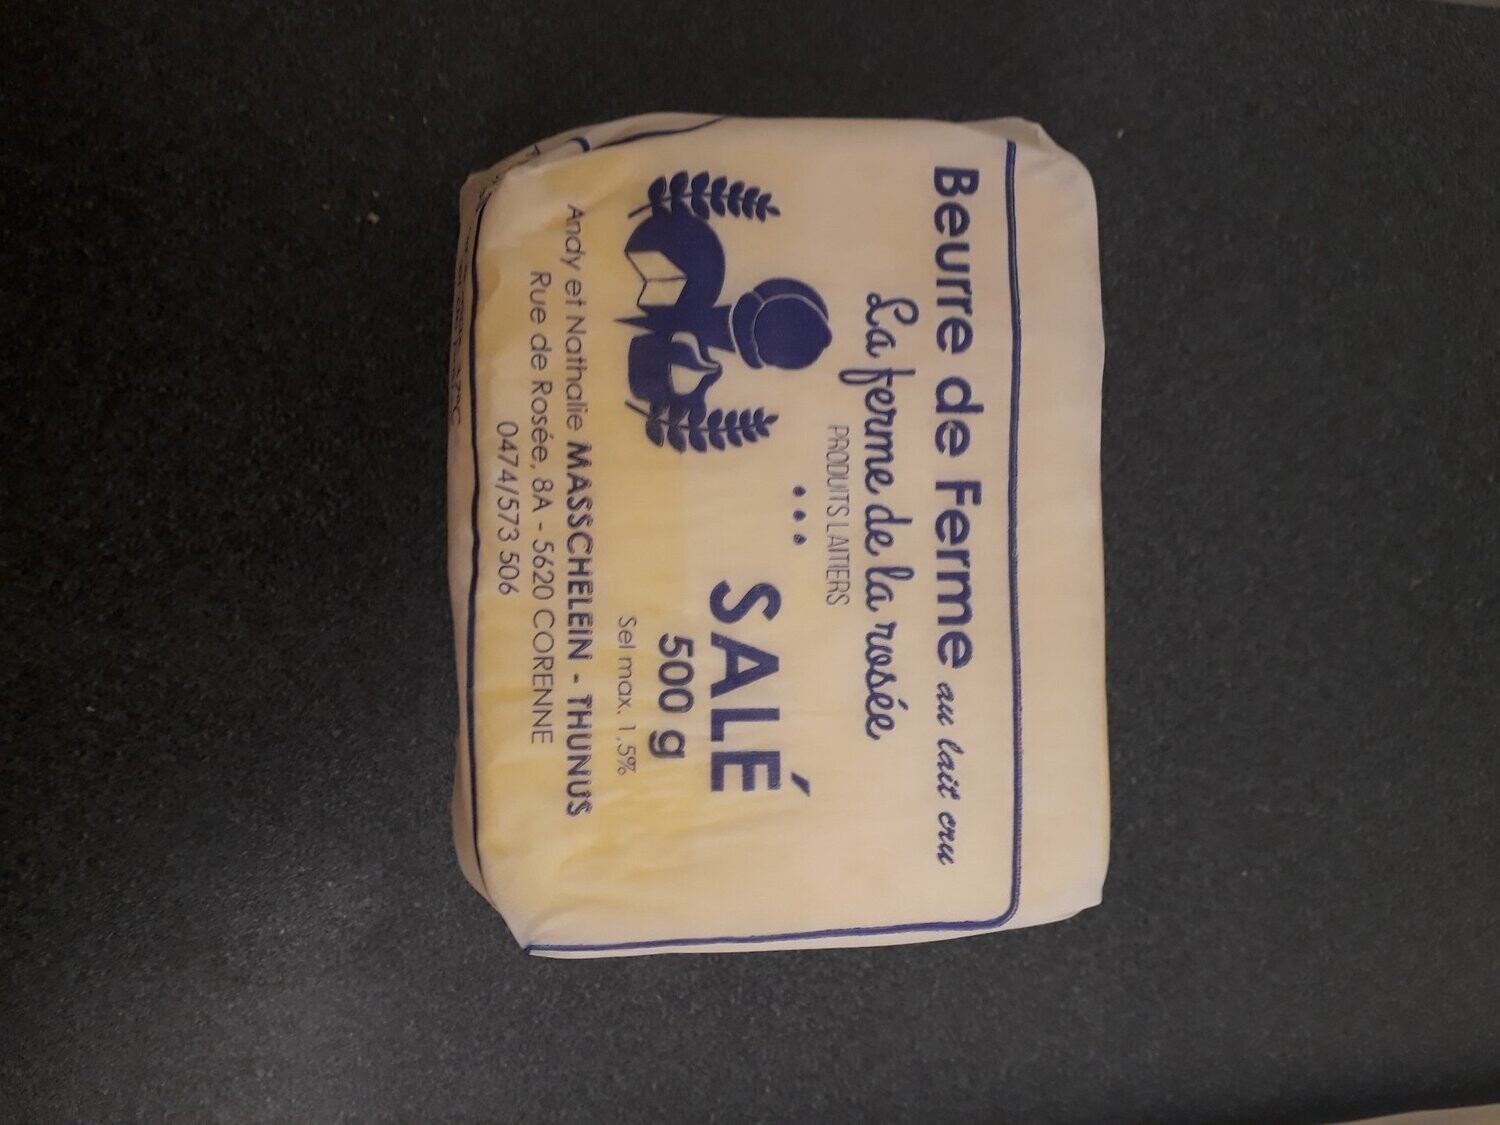 Beurre de Ferme au lait cru
La ferme de la rosée
PRODUITS LAITIERS
...
SALÉ
500 g
Sel max. 1,5%
Andy et Nathalie MASSCHELEIN - THUNUS
Rue de Rosée, 8A - 5620 CORENNE
0474/573 506